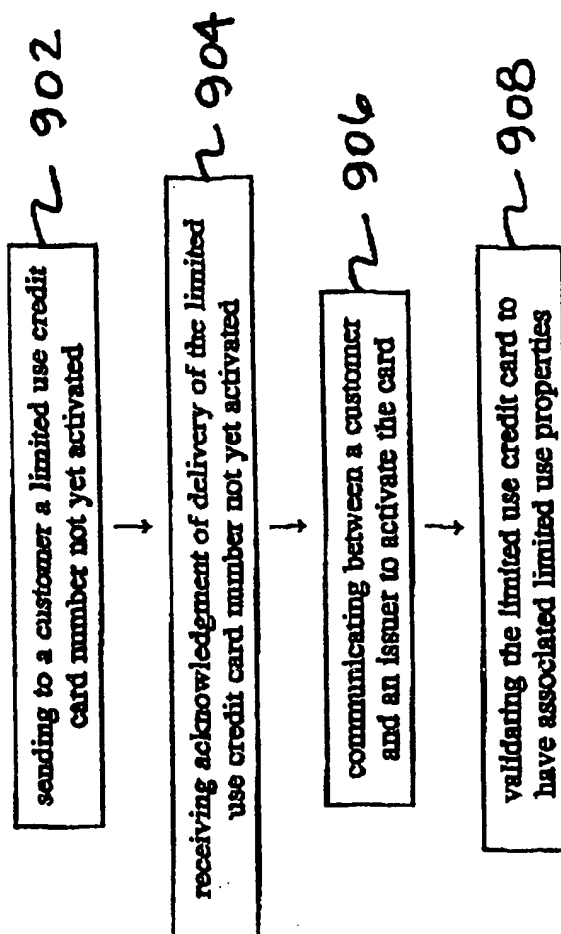 sending to a customer a limited use credit
card number not yet activated
902
receiving acknowledgment of delivery of the limited
use credit card number not yet activated
904
communicating between a customer
and an issuer to activate the card
906
validating the limited use credit card to
have associated limited use properties
908